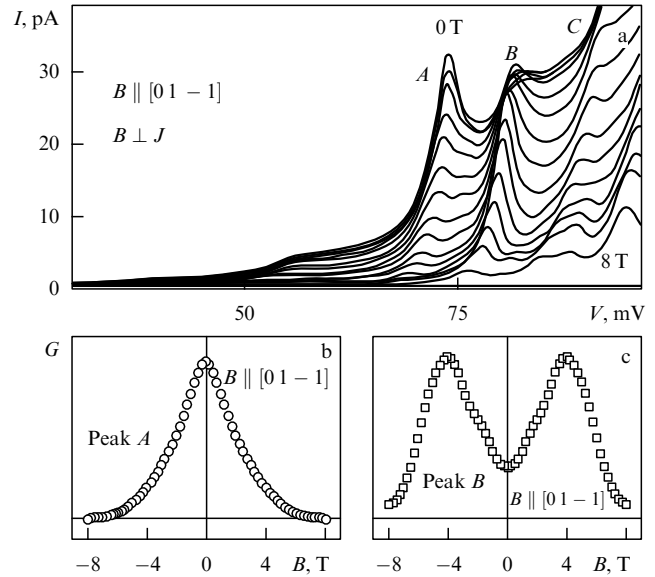 I, pA
0 T
C
a
B
30
A
B ∥ [0 1 − 1]
20
B ⊥ J
10
8 T
0
50
75
V, mV
G
b
c
B ∥ [0 1 − 1]
Peak A
Peak B
B ∥ [0 1 − 1]
−8
−4
0
4
B, T
−8
−4
0
4
B, T